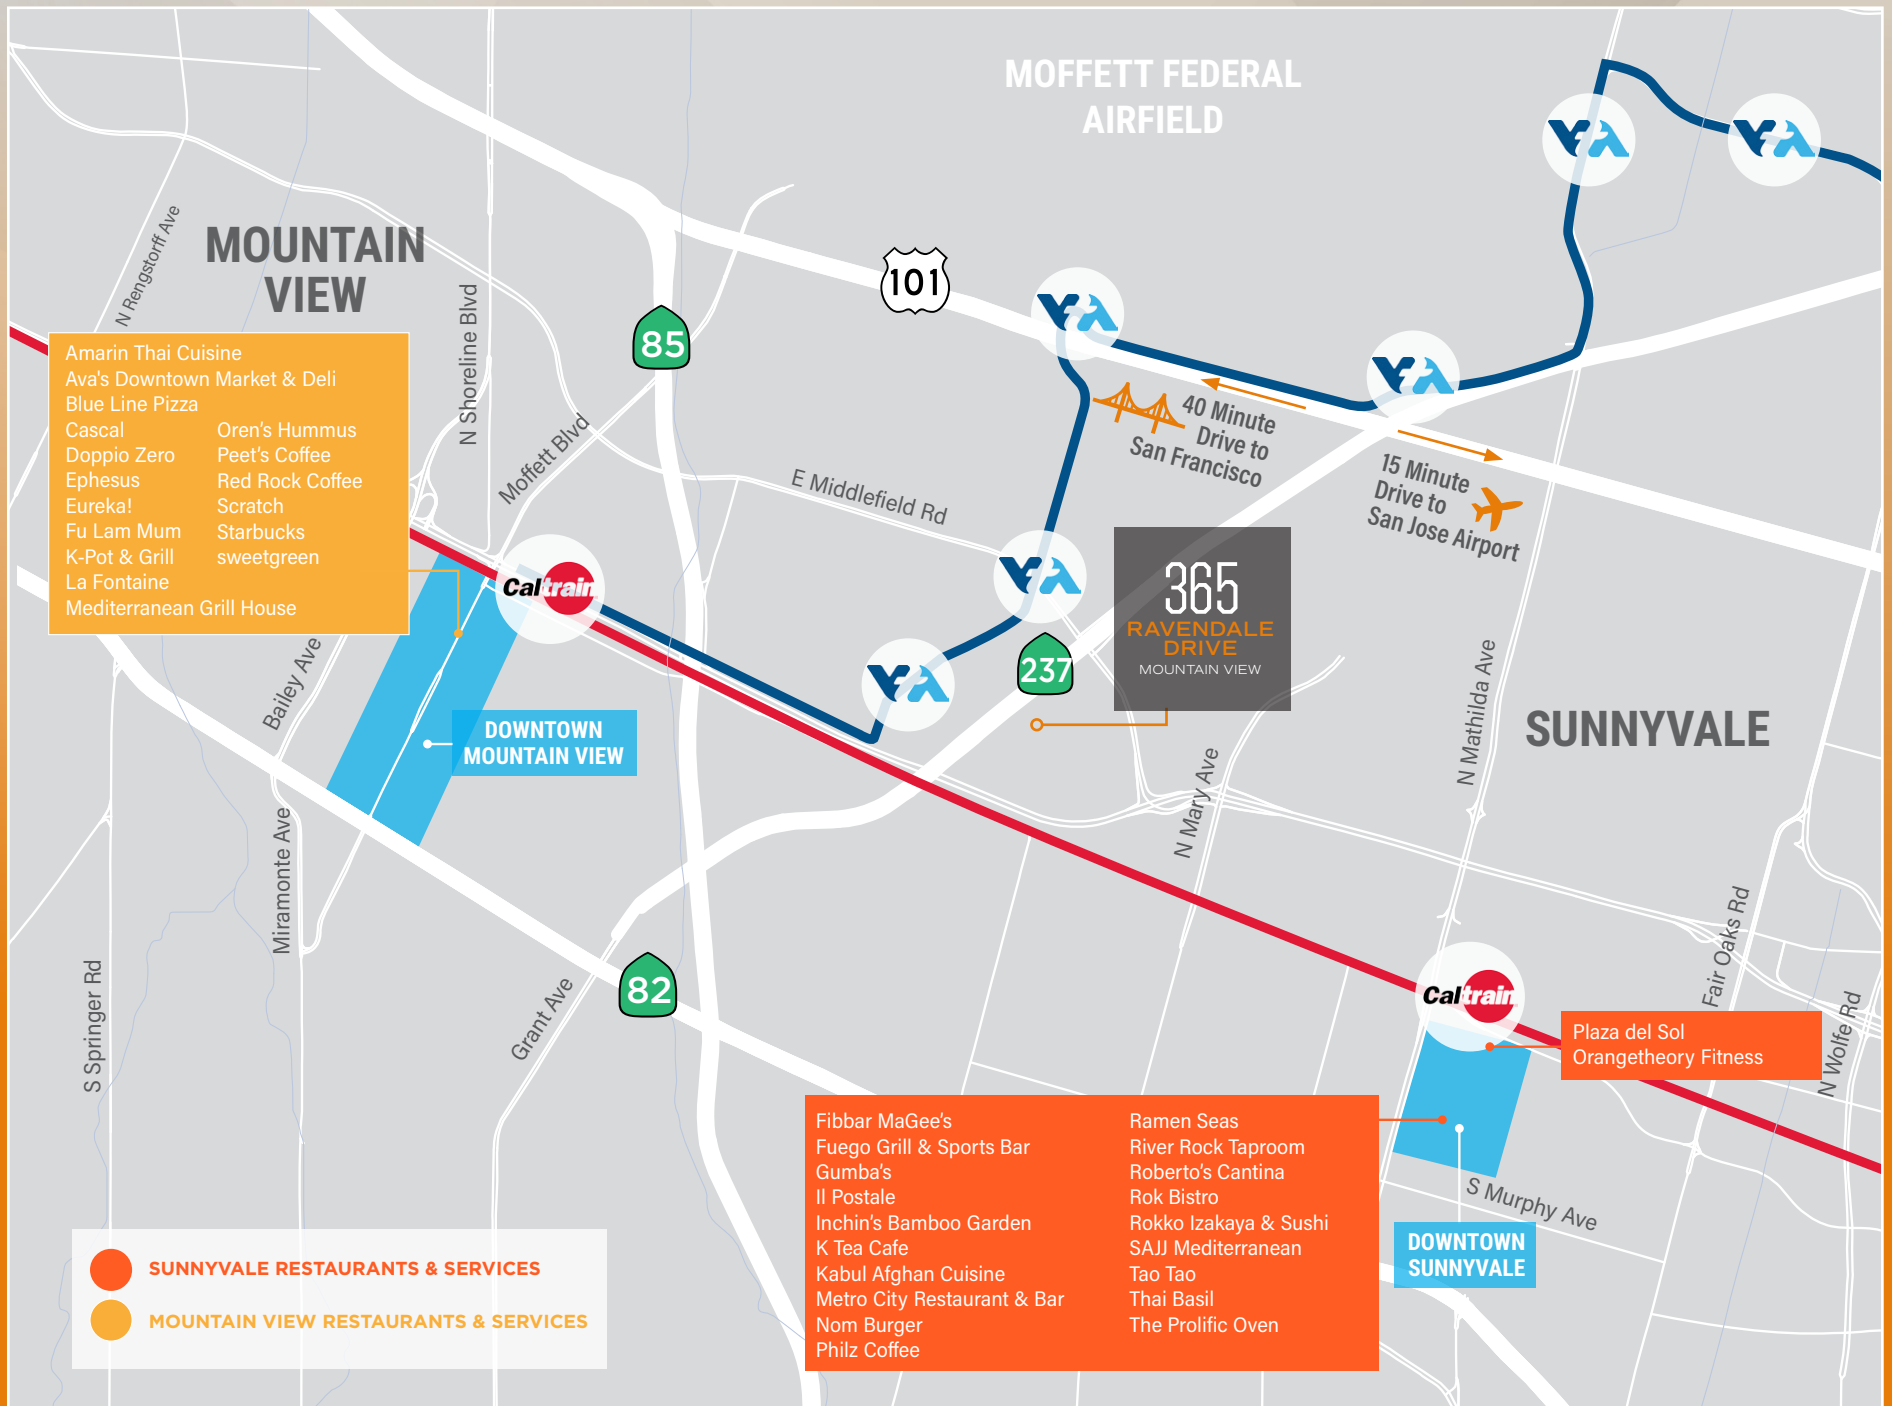 MOFFETT FEDERAL
AIRFIELD
VTA
VTA
MOUNTAIN
VIEW
N Rengstorff Ave
N Shoreline Blvd
101
85
VTA
VTA
Amarin Thai Cuisine
Ava's Downtown Market & Deli
Blue Line Pizza
Cascal
Doppio Zero
Ephesus
Eureka!
Fu Lam Mum
K-Pot & Grill
La Fontaine
Mediterranean Grill House
Oren's Hummus
Peet's Coffee
Red Rock Coffee
Scratch
Starbucks
sweetgreen
Moffett Blvd
E Middlefield Rd
40 Minute
Drive to
San Francisco
15 Minute
Drive to
San Jose Airport
Caltrain
VTA
VTA
237
365
RAVENDALE
DRIVE
MOUNTAIN VIEW
Bailey Ave
DOWNTOWN
MOUNTAIN VIEW
N Mathilda Ave
SUNNYVALE
N Mary Ave
Miramonte Ave
S Springer Rd
Grant Ave
82
Fair Oaks Rd
N Wolfe Rd
Caltrain
Plaza del Sol
Orangetheory Fitness
Fibbar MaGee's
Fuego Grill & Sports Bar
Gumba's
Il Postale
Inchin's Bamboo Garden
K Tea Cafe
Kabul Afghan Cuisine
Metro City Restaurant & Bar
Nom Burger
Philz Coffee
Ramen Seas
River Rock Taproom
Roberto's Cantina
Rok Bistro
Rokko Izakaya & Sushi
SAJJ Mediterranean
Tao Tao
Thai Basil
The Prolific Oven
S Murphy Ave
DOWNTOWN
SUNNYVALE
SUNNYVALE RESTAURANTS & SERVICES
MOUNTAIN VIEW RESTAURANTS & SERVICES